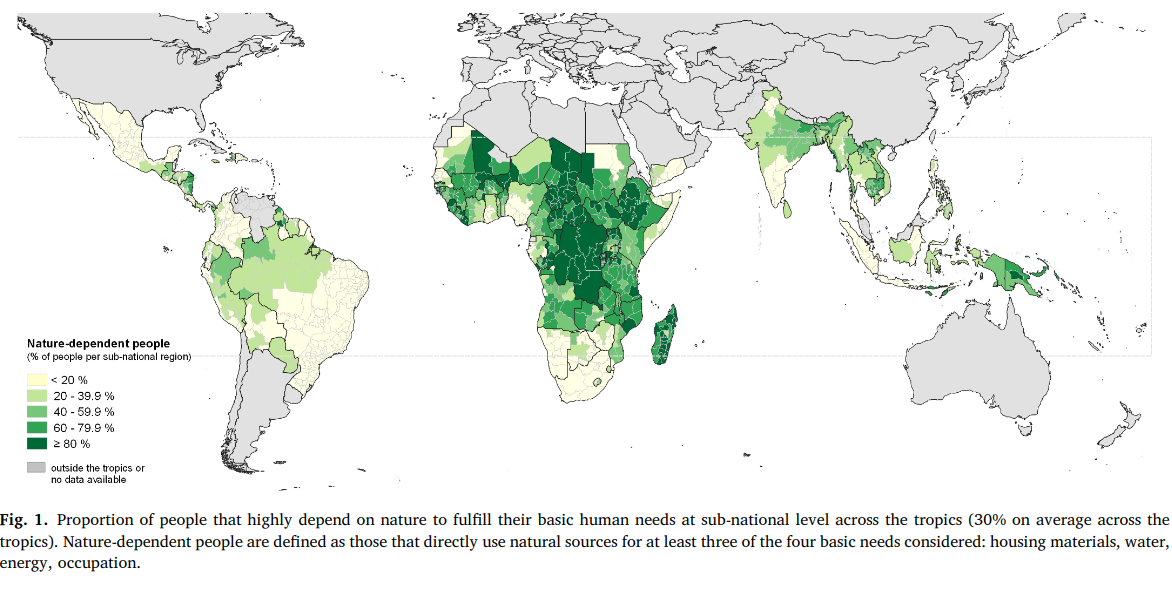 Nature-dependent people
(% of people per sub-national region)
< 20 %
20 - 39.9 %
40 - 59.9 %
60 - 79.9 %
≥ 80 %
outside the tropics or
no data available
Fig. 1. Proportion of people that highly depend on nature to fulfill their basic human needs at sub-national level across the tropics (30% on average across the
tropics). Nature-dependent people are defined as those that directly use natural sources for at least three of the four basic needs considered: housing materials, water,
energy, occupation.